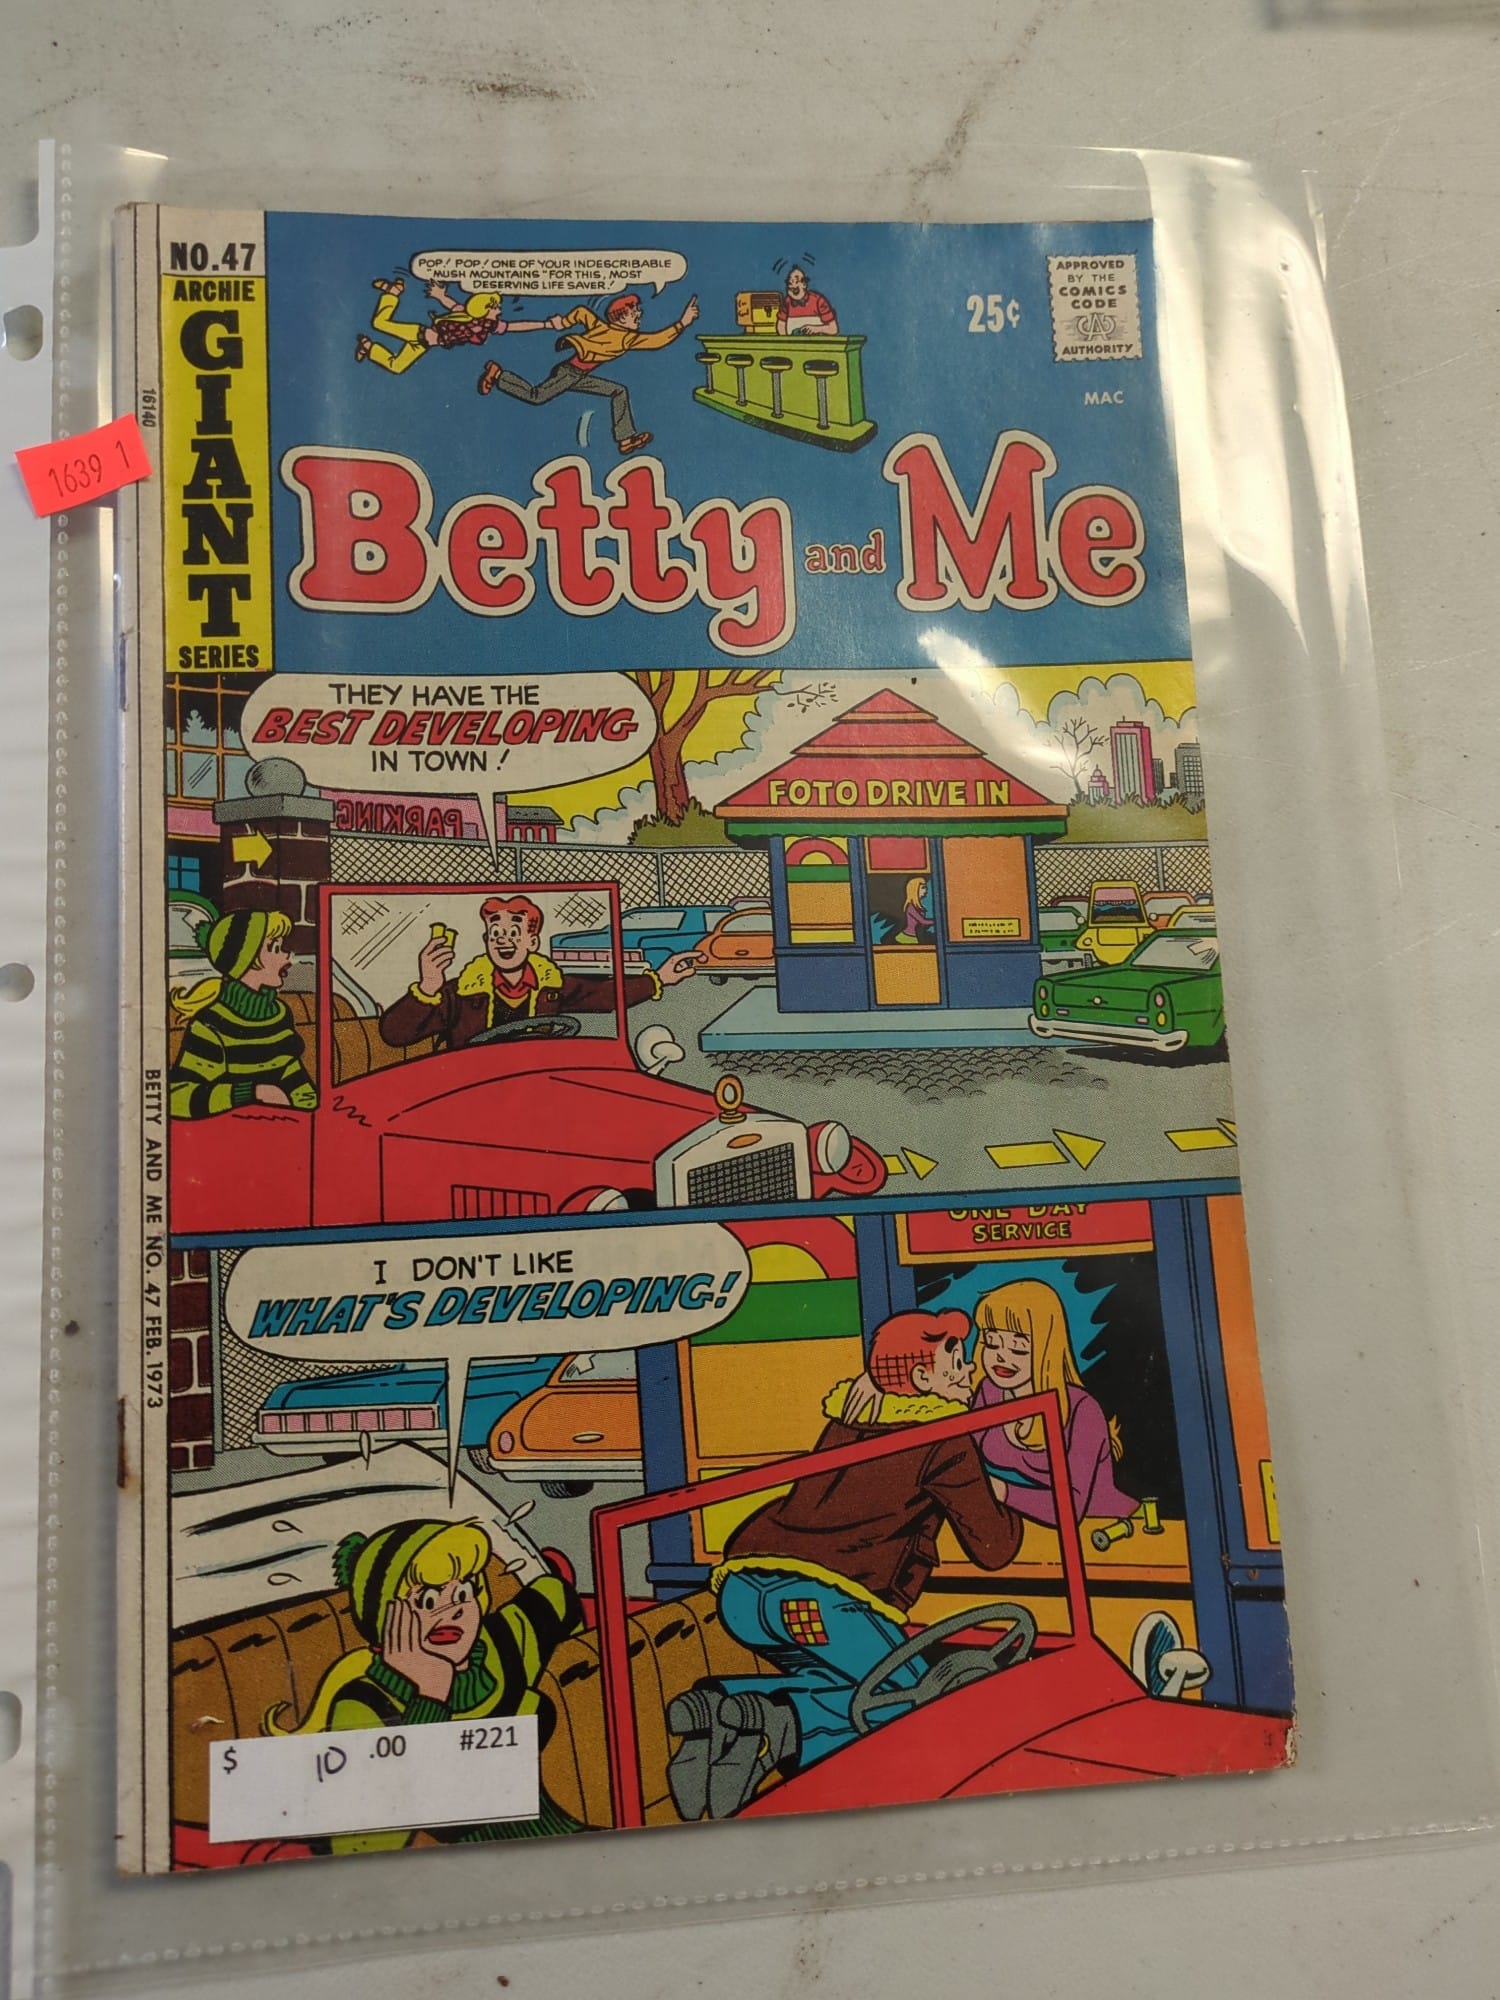 NO.47
ARCHIE
GIANT
SERIES
POP! POP! ONE OF YOUR INDESCRIBABLE
"MUSH MOUNTAINS" FOR THIS, MOST
DESERVING LIFE SAVER!
25¢
APPROVED
BY THE
COMICS
CODE
CA
AUTHORITY
MAC
16140
1639 1
Betty and Me
THEY HAVE THE
BEST DEVELOPING
IN TOWN!
FOTO DRIVE IN
PARKING
BETTY AND ME NO. 47 FEB. 1973
ONE DAY
SERVICE
I DON'T LIKE
WHAT'S DEVELOPING!
$ 10 .00 #221